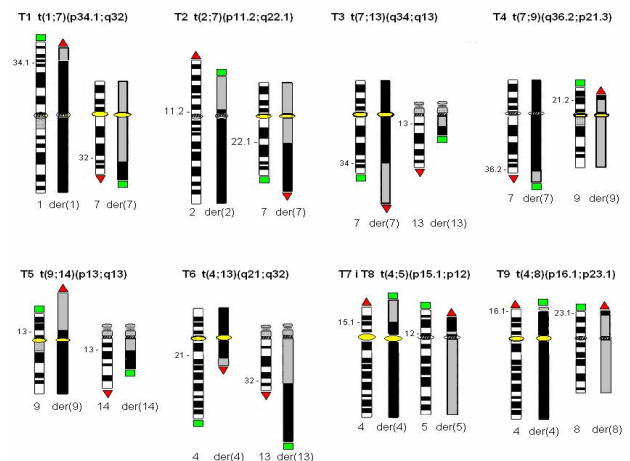 T1 t(1;7)(p34.1;q32)
34.1 -
32 -
1 der(1) 7 der(7)
T2 t(2;7)(p11.2;q22.1)
11.2 -
22.1 -
2 der(2) 7 der(7)
T3 t(7;13)(q34;q13)
13 -
34 -
7 der(7) 13 der(13)
T4 t(7;9)(q36.2;p21.3)
21.2 -
36.2 -
7 der(7) 9 der(9)
T5 t(9;14)(p13;q13)
13 -
13 -
9 der(9) 14 der(14)
T6 t(4;13)(q21;q32)
21 -
32 -
4 der(4) 13 der(13)
T7 i T8 t(4;5)(p15.1;p12)
15.1 -
12 -
4 der(4) 5 der(5)
T9 t(4;8)(p16.1;p23.1)
16.1 -
23.1 -
4 der(4) 8 der(8)